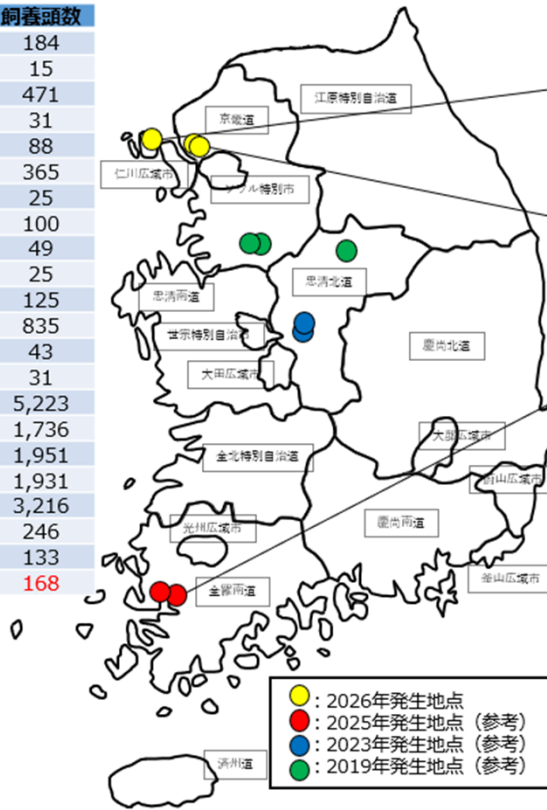 飼養頭数
184
15
471
31
88
365
25
100
49
25
125
835
43
31
5,223
1,736
1,951
1,931
3,216
246
133
168
江原特別自治道
京畿道
仁川広域市
ソウル特別市
忠清北道
忠清南道
世宗特別自治市
大田広域市
慶尚北道
大邱広域市
全北特別自治道
蔚山広域市
光州広域市
慶尚南道
釜山広域市
全羅南道
済州道
：2026年発生地点
：2025年発生地点（参考）
：2023年発生地点（参考）
：2019年発生地点（参考）